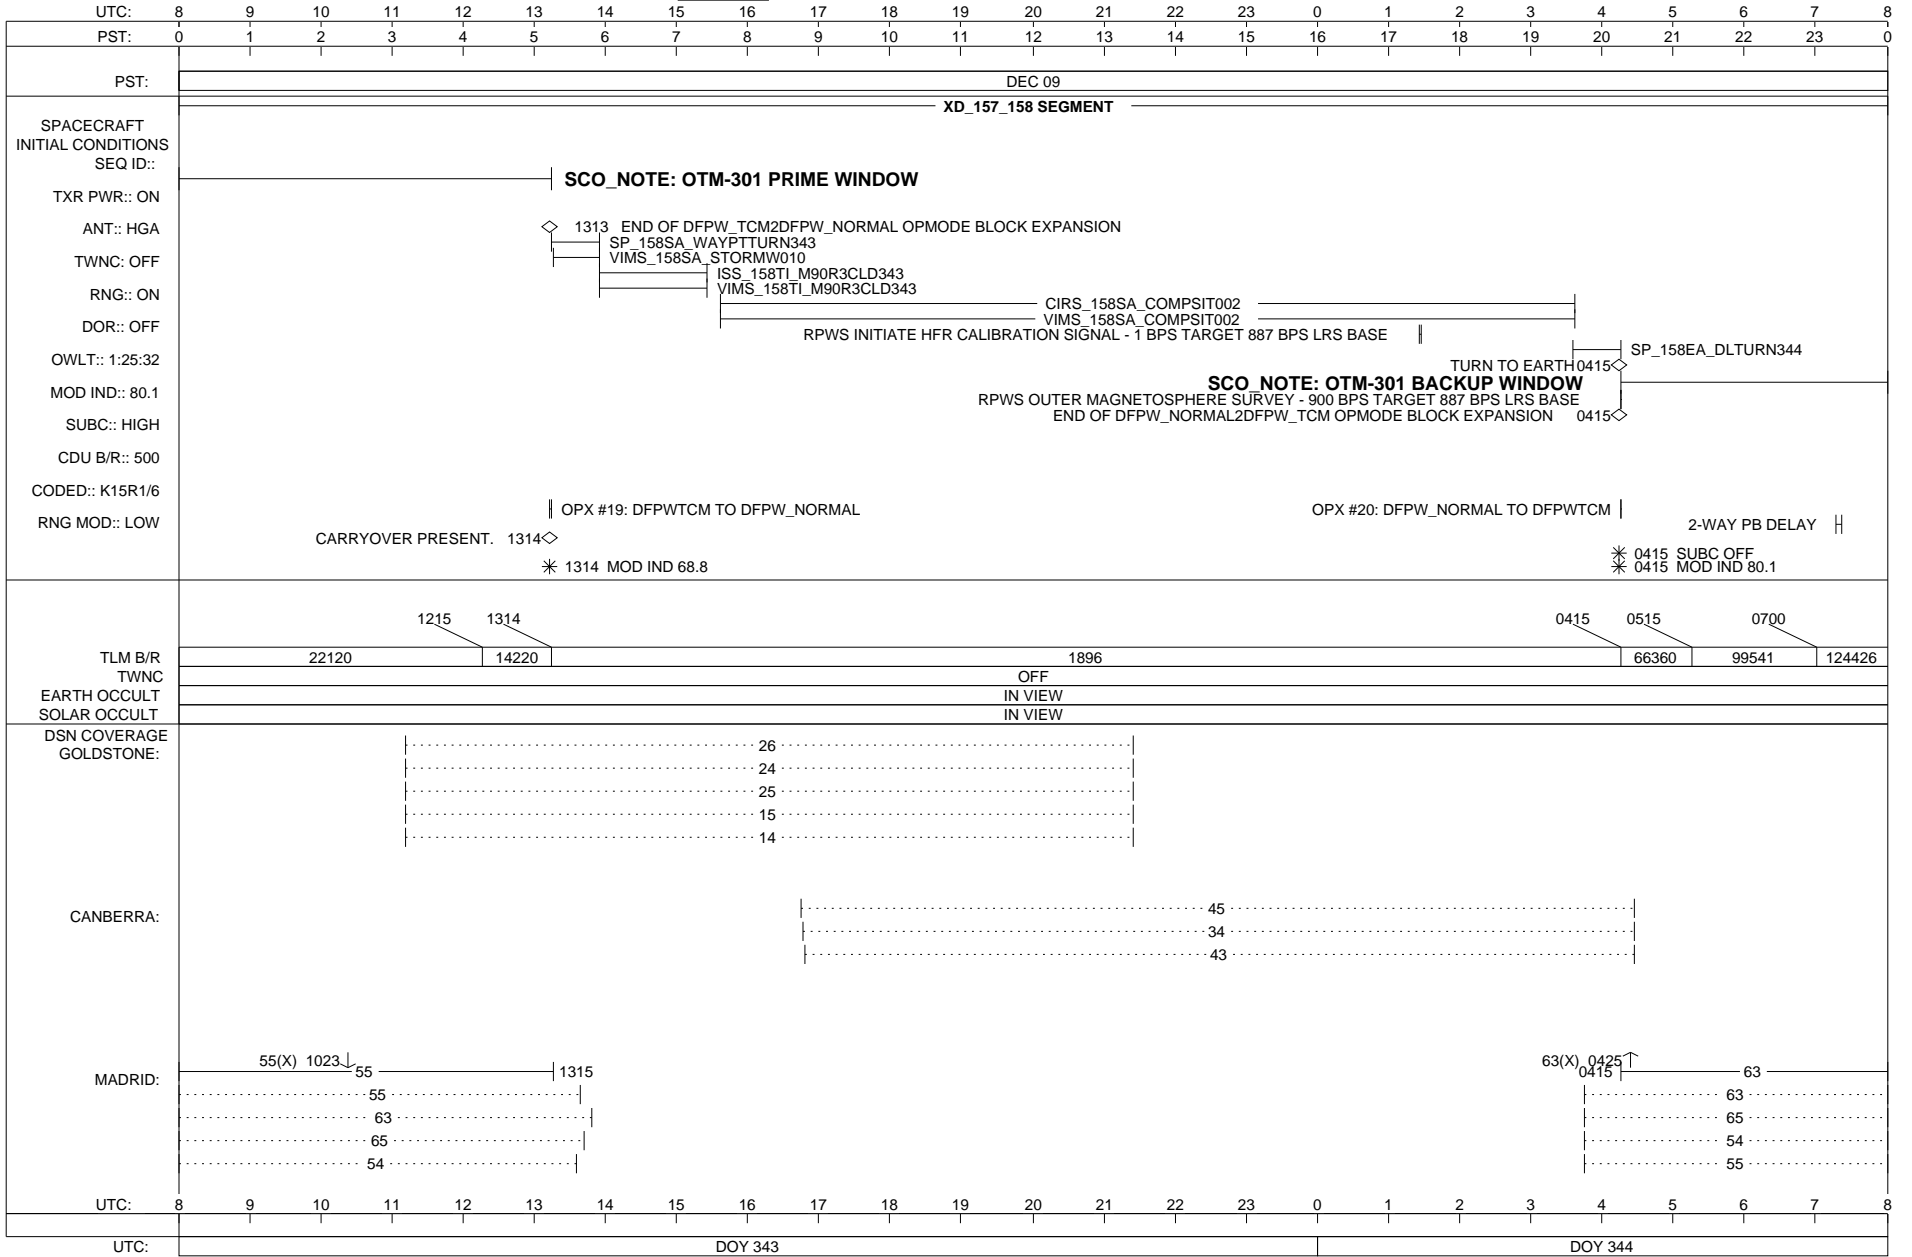 UTC: 8 9 10 11 12 13 14 15 16 17 18 19 20 21 22 23 0 1 2 3 4 5 6 7 8
PST: 0 1 2 3 4 5 6 7 8 9 10 11 12 13 14 15 16 17 18 19 20 21 22 23 0
PST: DEC 09
XD_157_158 SEGMENT
SPACECRAFT
INITIAL CONDITIONS
SEQ ID::
SCO_NOTE: OTM-301 PRIME WINDOW
TXR PWR:: ON
ANT:: HGA
1313 END OF DFPW_TCM2DFPW_NORMAL OPMODE BLOCK EXPANSION
SP_158SA_WAYPTTURN343
TWNC: OFF
VIMS_158SA_STORMW010
ISS_158TI_M90R3CLD343
RNG:: ON
VIMS_158TI_M90R3CLD343
CIRS_158SA_COMPSIT002
VIMS_158SA_COMPSIT002
DOR:: OFF
RPWS INITIATE HFR CALIBRATION SIGNAL - 1 BPS TARGET 887 BPS LRS BASE
SP_158EA_DLTURN344
OWLT:: 1:25:32
TURN TO EARTH 0415
SCO_NOTE: OTM-301 BACKUP WINDOW
MOD IND:: 80.1
RPWS OUTER MAGNETOSPHERE SURVEY - 900 BPS TARGET 887 BPS LRS BASE
END OF DFPW_NORMAL2DFPW_TCM OPMODE BLOCK EXPANSION 0415
SUBC:: HIGH
CDU B/R:: 500
CODED:: K15R1/6
OPX #19: DFPWTCM TO DFPW_NORMAL
OPX #20: DFPW_NORMAL TO DFPWTCM
RNG MOD:: LOW
2-WAY PB DELAY
CARRYOVER PRESENT. 1314
0415 SUBC OFF
1314 MOD IND 68.8
0415 MOD IND 80.1
1215 1314 0415 0515 0700
TLM B/R 22120 14220 1896 66360 99541 124426
TWNC OFF
EARTH OCCULT IN VIEW
SOLAR OCCULT IN VIEW
DSN COVERAGE
GOLDSTONE:
26
24
25
15
14
CANBERRA:
45
34
43
55(X) 1023
63(X) 0425
MADRID:
55 1315
0415 63
55 63
63 65
65 54
54 55
UTC: 8 9 10 11 12 13 14 15 16 17 18 19 20 21 22 23 0 1 2 3 4 5 6 7 8
UTC: DOY 343 DOY 344